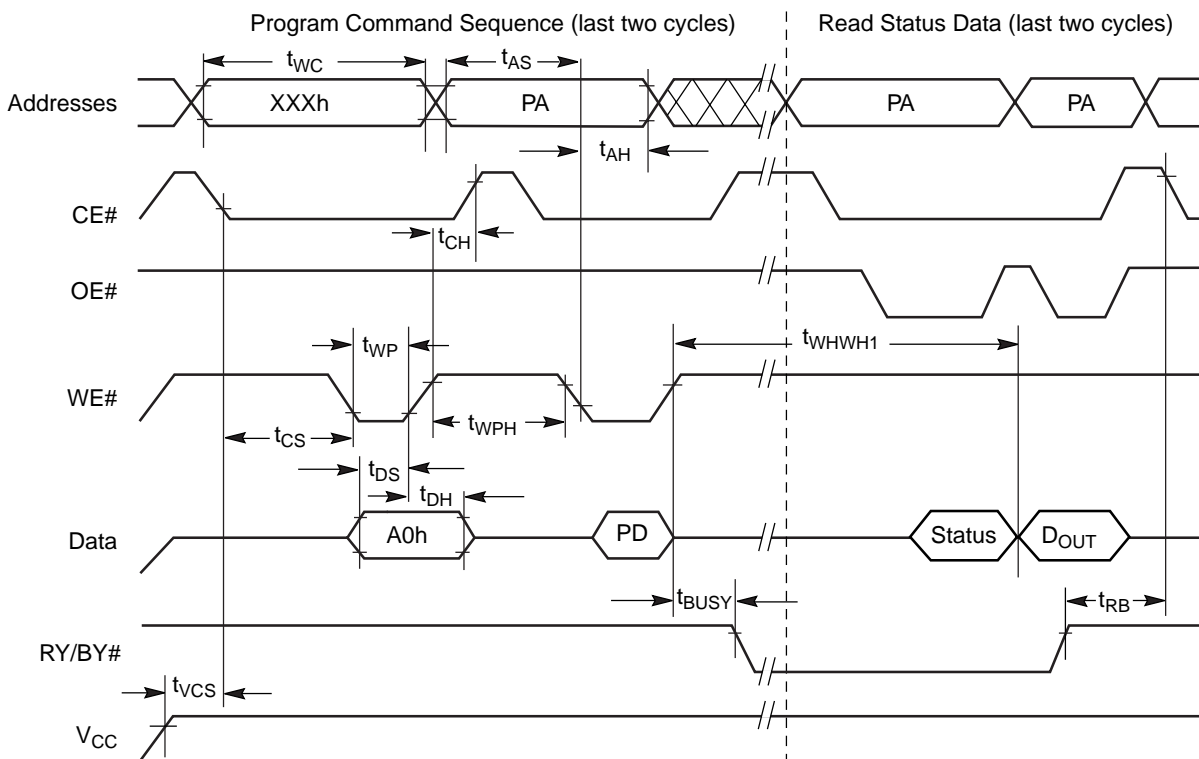 Program Command Sequence (last two cycles)
Read Status Data (last two cycles)
tWC
tAS
Addresses
XXXh
PA
PA
PA
tAH
CE#
tCH
OE#
tWHWH1
tWP
WE#
tWPH
tCS
tDS
tDH
Data
A0h
PD
Status
DOUT
tBUSY
tRB
RY/BY#
tVCS
VCC